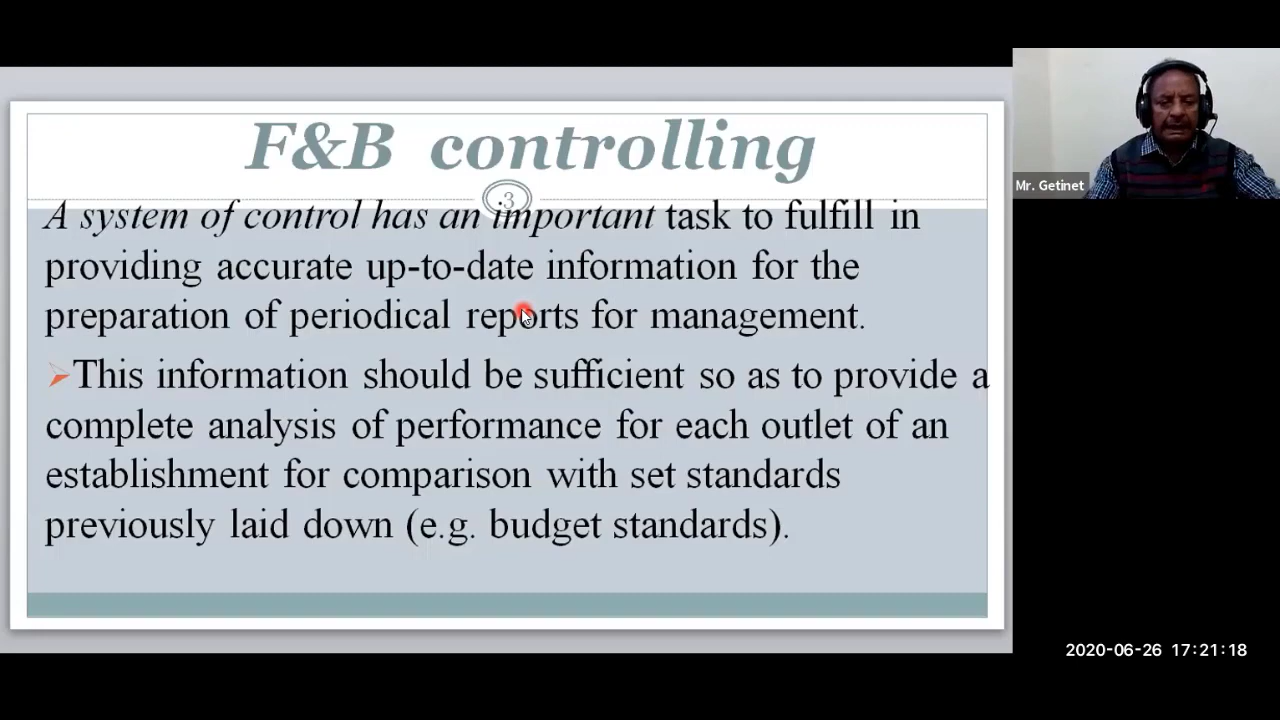 F&B controlling
3
A system of control has an important task to fulfill in
providing accurate up-to-date information for the
preparation of periodical reports for management.
➢This information should be sufficient so as to provide a
complete analysis of performance for each outlet of an
establishment for comparison with set standards
previously laid down (e.g. budget standards).
Mr. Getinet
2020-06-26 17:21:18